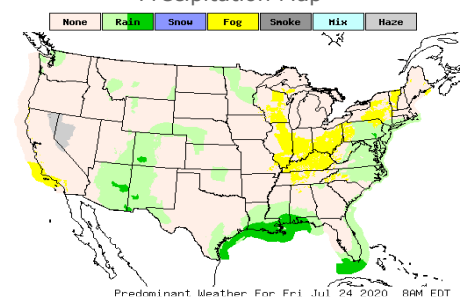 Precipitation Map
None Rain Snow Fog Smoke Mix Haze
Predominant Weather For Fri Jul 24 2020 8AM EDT